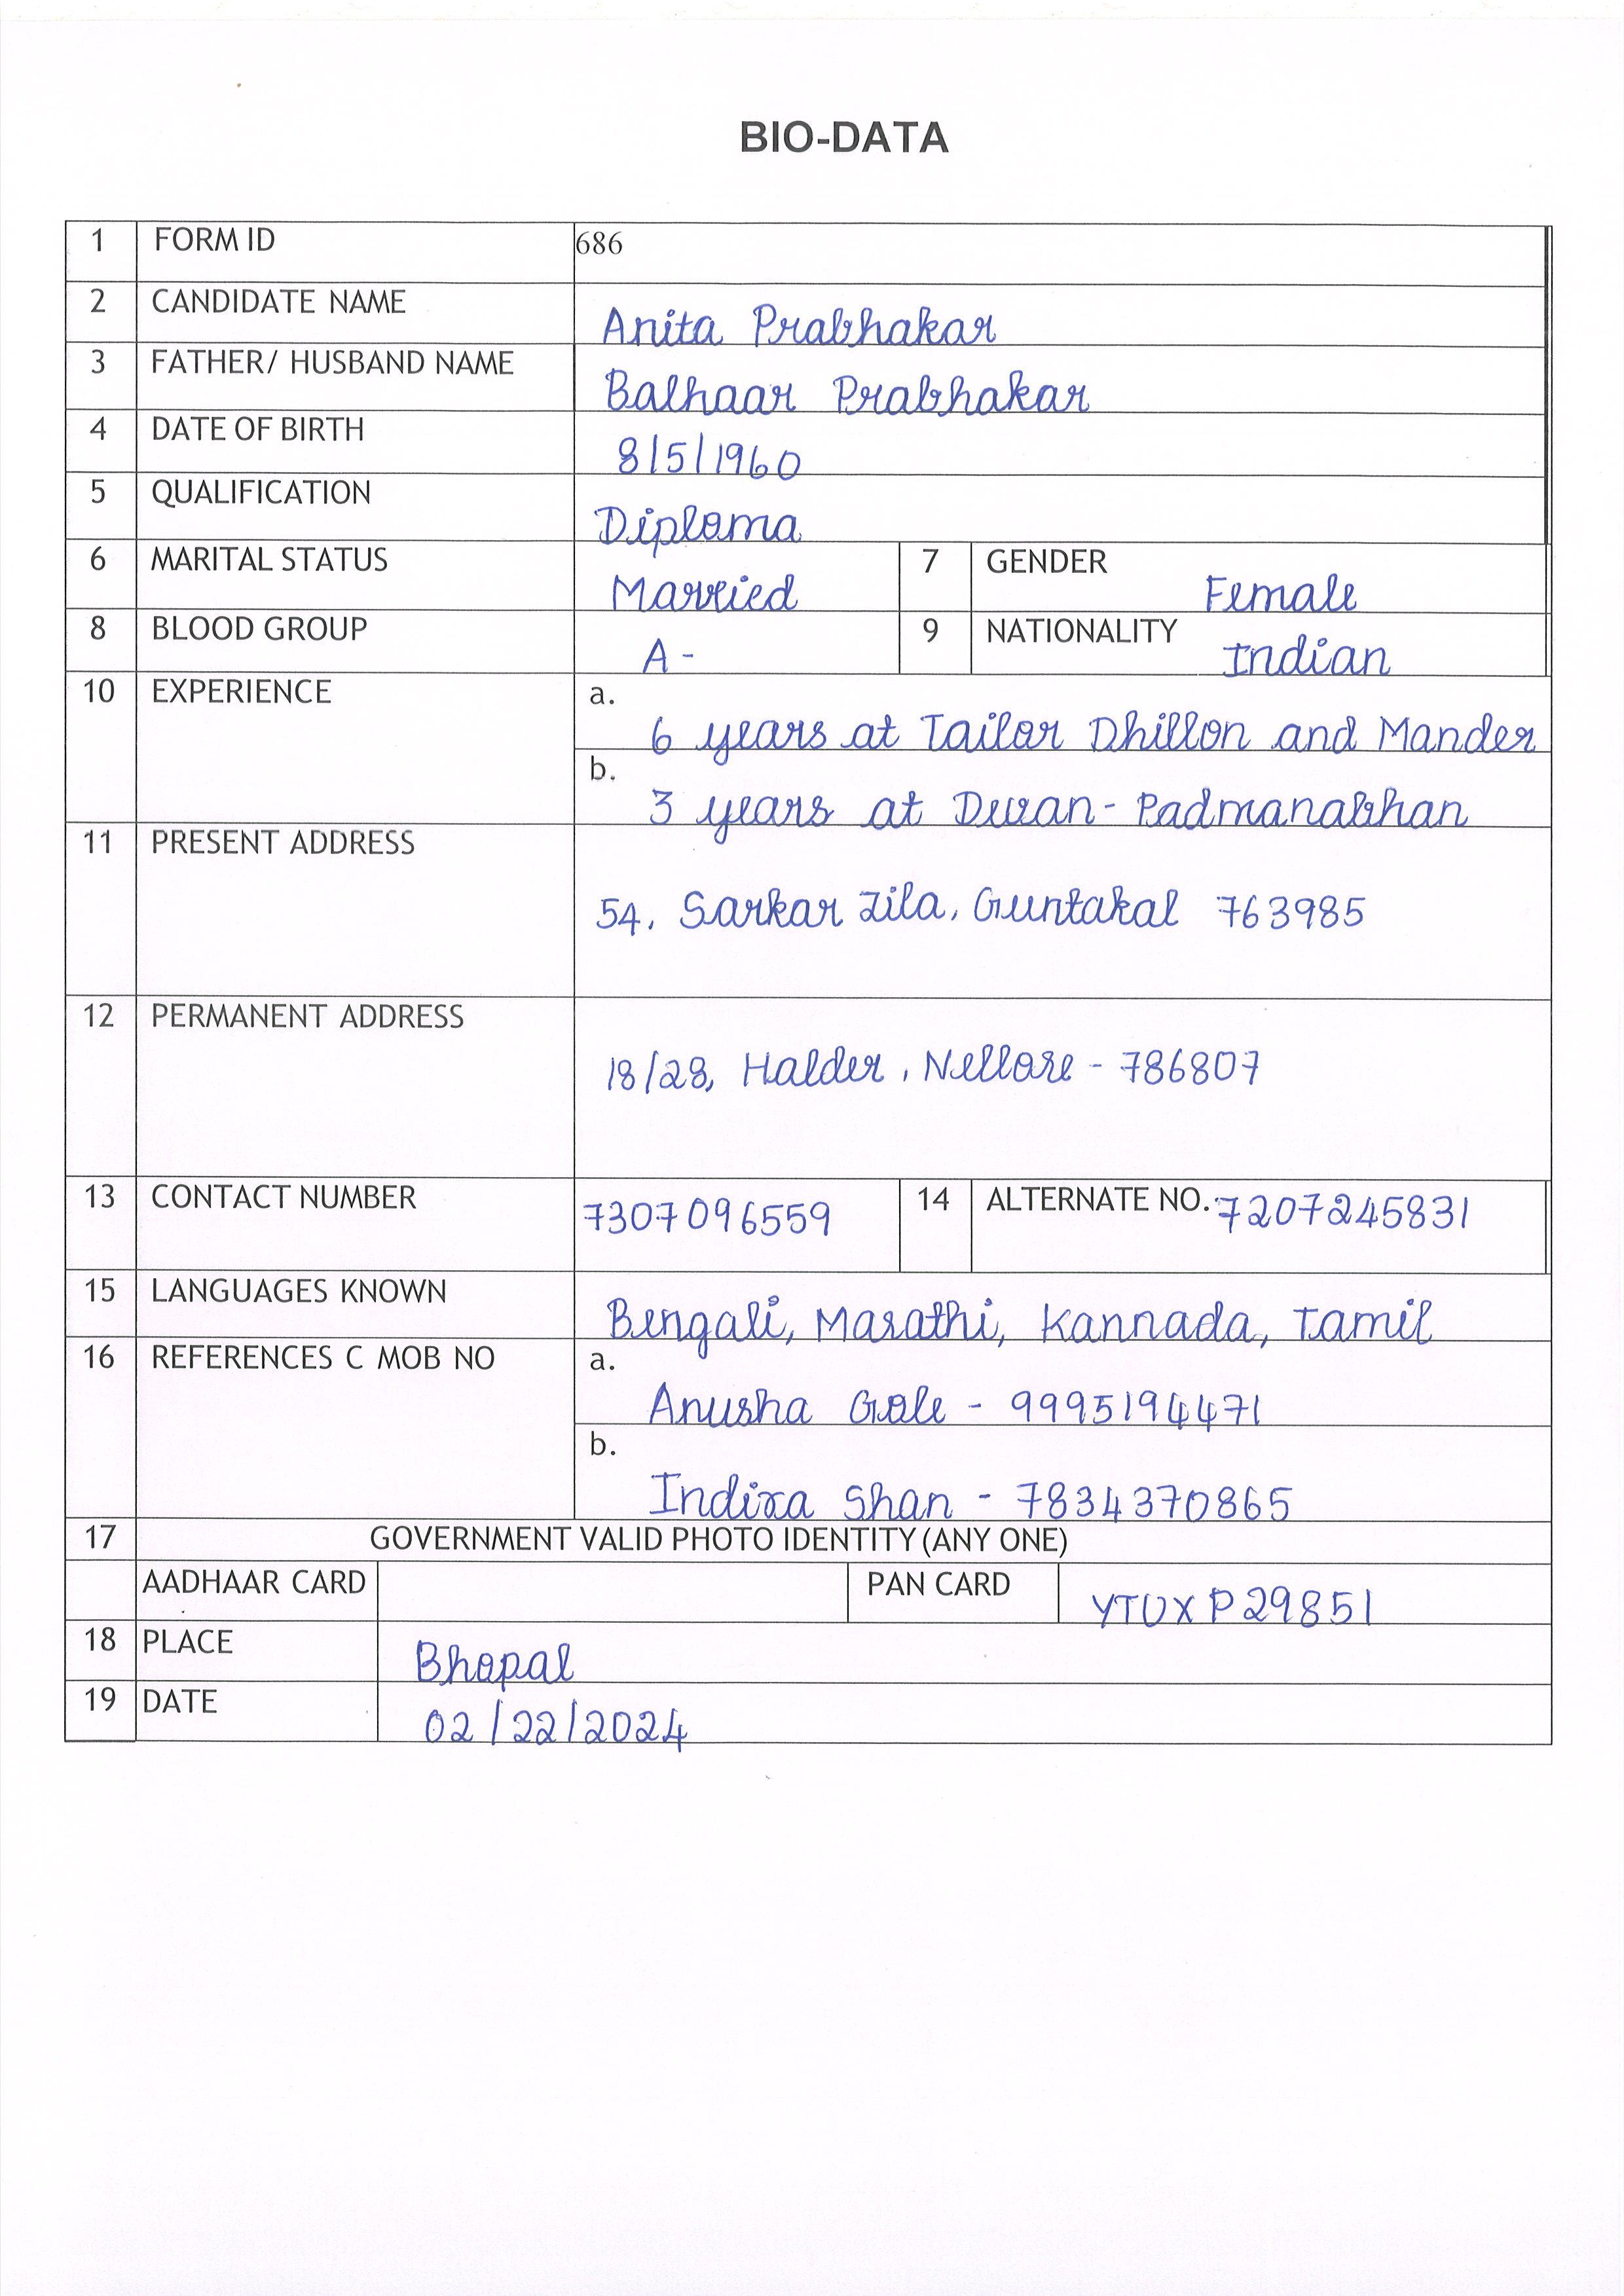 BIO-DATA
1 FORM ID 686
2 CANDIDATE NAME Anita Prabhakar
3 FATHER/ HUSBAND NAME Balhaar Prabhakar
4 DATE OF BIRTH 8/5/1960
5 QUALIFICATION Diploma
6 MARITAL STATUS Married 7 GENDER Female
8 BLOOD GROUP A- 9 NATIONALITY Indian
10 EXPERIENCE a. 6 years at Tailor Dhillon and Mander
b. 3 years at Dewan- Padmanabhan
11 PRESENT ADDRESS 54, Sarkar Zila, Guntakal 763985
12 PERMANENT ADDRESS 18/28, Halder, Nellore - 786807
13 CONTACT NUMBER 7307096559 14 ALTERNATE NO. 7207245831
15 LANGUAGES KNOWN Bengali, Marathi, Kannada, Tamil
16 REFERENCES C MOB NO a. Anusha Gole - 9995194471
b. Indira Shan - 7834370865
17 GOVERNMENT VALID PHOTO IDENTITY (ANY ONE)
AADHAAR CARD PAN CARD YTUXP29851
18 PLACE Bhopal
19 DATE 02/22/2024